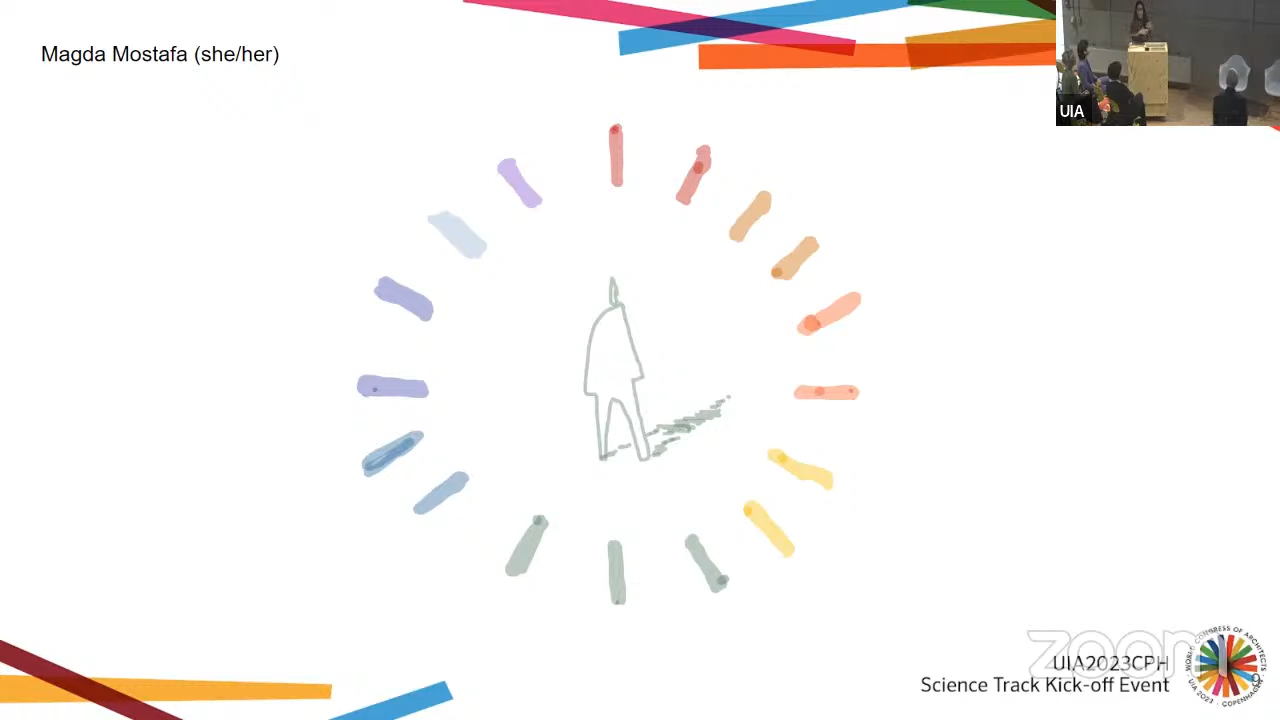 Magda Mostafa (she/her)
UIA
zoom
UIA2023CPH
Science Track Kick-off Event
WORLD CONGRESS OF ARCHITECTS
UIA 2023 COPENHAGEN
9